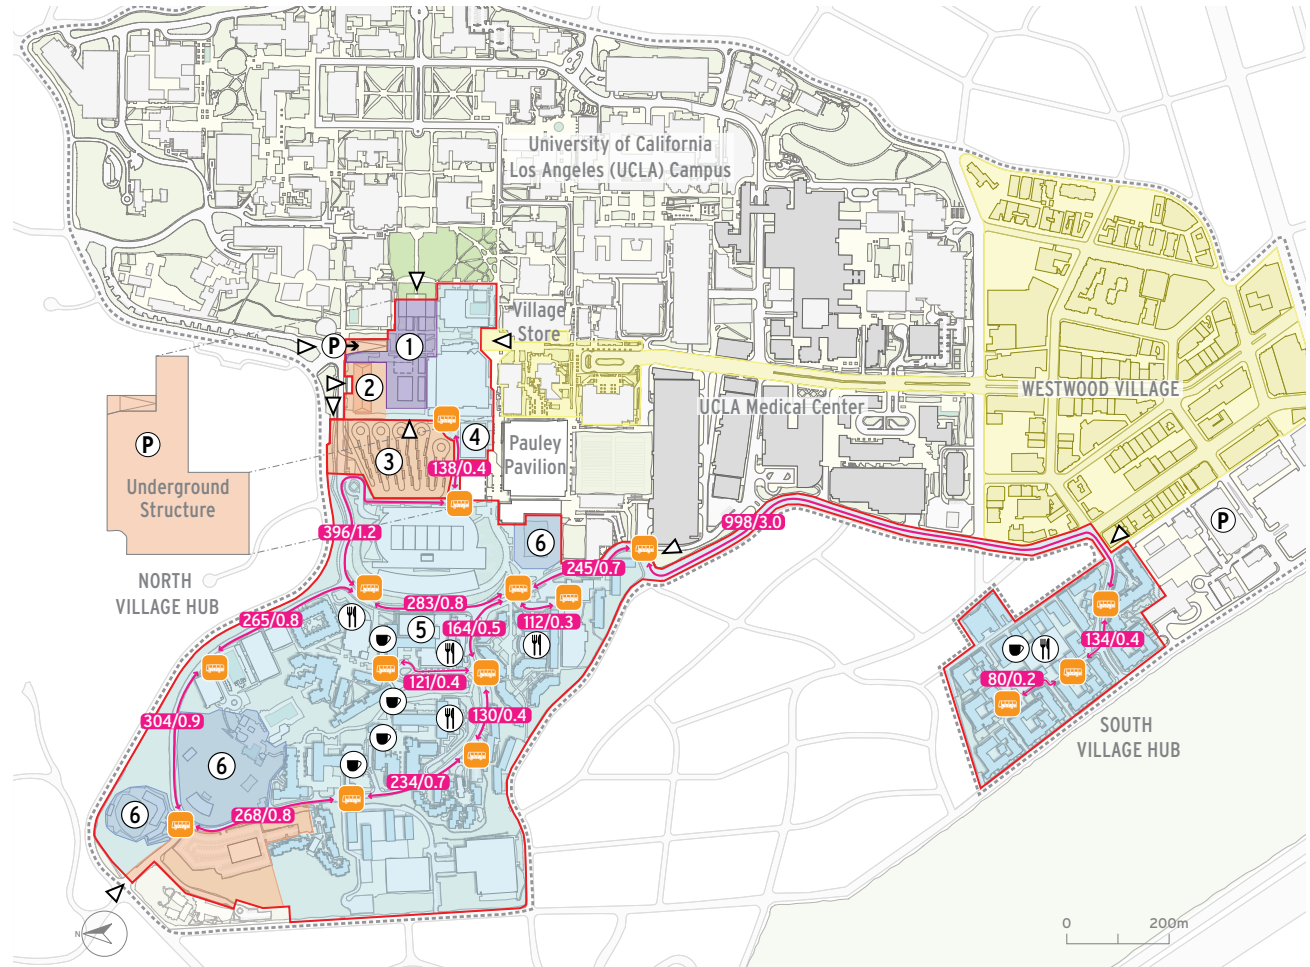 University of California
Los Angeles (UCLA) Campus
Village
Store
P
1
2
WESTWOOD VILLAGE
UCLA Medical Center
P
Underground
Structure
3
4
138/0.4
Pauley
Pavilion
396/1.2
998/3.0
P
6
245/0.7
NORTH
VILLAGE HUB
283/0.8
112/0.3
265/0.8
5
164/0.5
134/0.4
121/0.4
80/0.2
304/0.9
130/0.4
SOUTH
VILLAGE HUB
6
234/0.7
6
268/0.8
N
0
200m